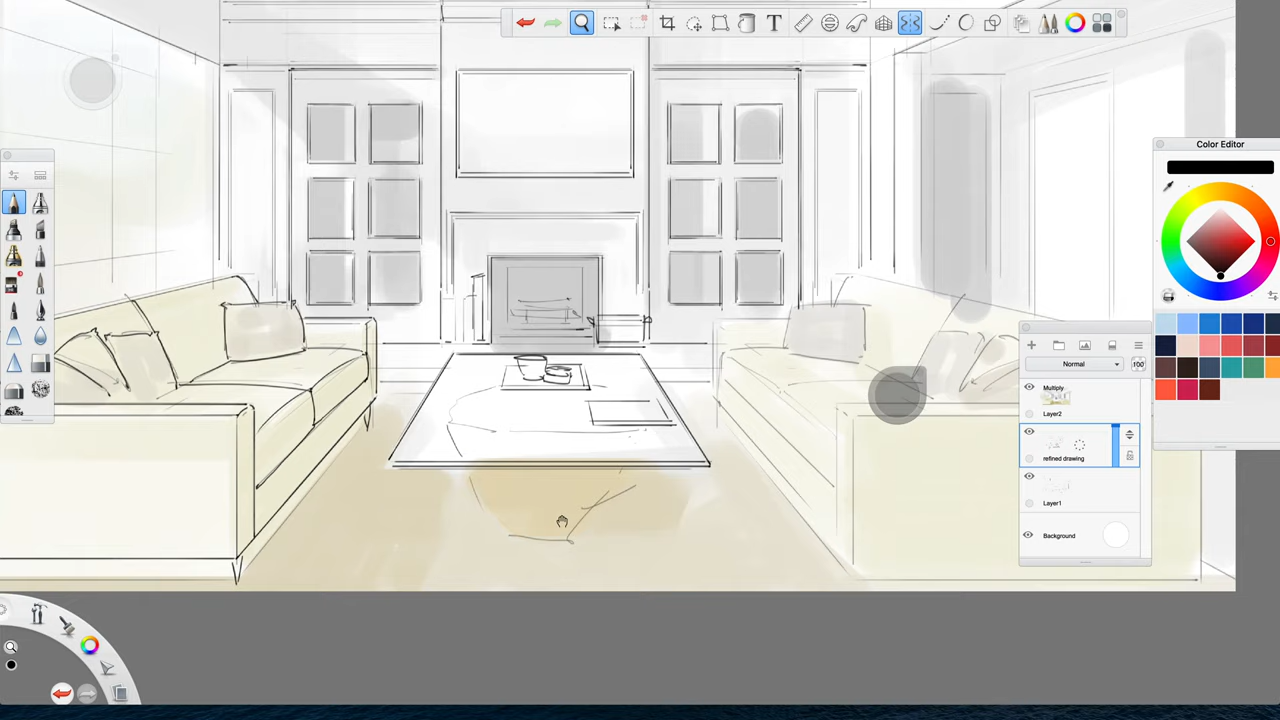 T
Color Editor
Normal
100
Multiply
Layer2
refined drawing
Layer1
Background